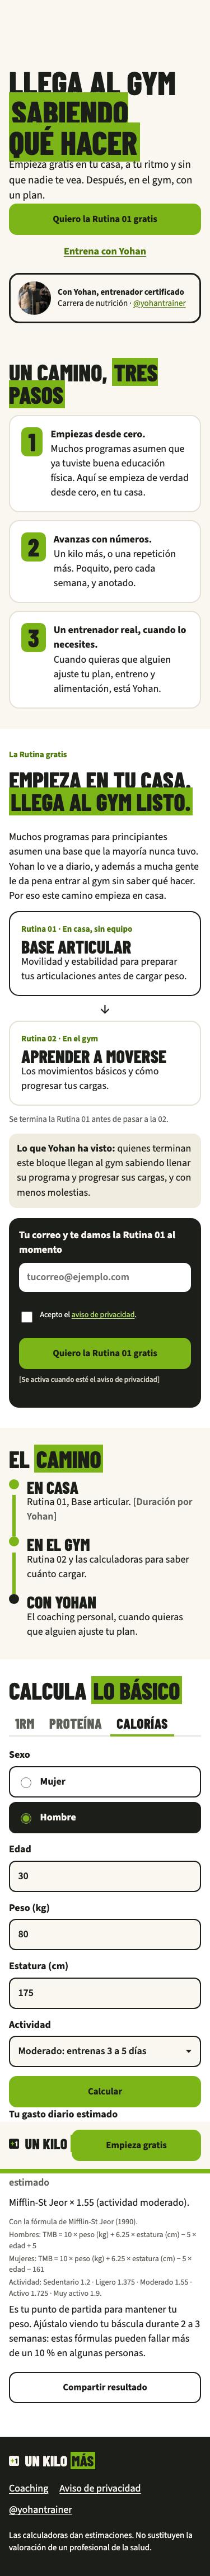 LLEGA AL GYM
SABIENDO
QUÉ HACER
Empieza gratis en tu casa, a tu ritmo y sin
que nadie te vea. Después, en el gym, con
un plan.
Quiero la Rutina 01 gratis
Entrena con Yohan
Con Yohan, entrenador certificado
Carrera de nutrición · @yohantrainer
UN CAMINO, TRES
PASOS
1
Empiezas desde cero.
Muchos programas asumen que
ya tuviste buena educación
física. Aquí se empieza de verdad
desde cero, en tu casa.
2
Avanzas con números.
Un kilo más, o una repetición
más. Poquito, pero cada
semana, y anotado.
3
Un entrenador real, cuando lo
necesites.
Cuando quieras que alguien
ajuste tu plan, entreno y
alimentación, está Yohan.
La Rutina gratis
EMPIEZA EN TU CASA.
LLEGA AL GYM LISTO.
Muchos programas para principiantes
asumen una base que la mayoría nunca tuvo.
Yohan lo ve a diario, y además a mucha gente
le da pena entrar al gym sin saber qué hacer.
Por eso este camino empieza en casa.
Rutina 01 · En casa, sin equipo
BASE ARTICULAR
Movilidad y estabilidad para preparar
tus articulaciones antes de cargar peso.
Rutina 02 · En el gym
APRENDER A MOVERSE
Los movimientos básicos y cómo
progresar tus cargas.
Se termina la Rutina 01 antes de pasar a la 02.
Lo que Yohan ha visto: quienes terminan
este bloque llegan al gym sabiendo llenar
su programa y progresar sus cargas, y con
menos molestias.
Tu correo y te damos la Rutina 01 al
momento
tucorreo@ejemplo.com
Acepto el aviso de privacidad.
Quiero la Rutina 01 gratis
[Se activa cuando esté el aviso de privacidad]
EL CAMINO
EN CASA
Rutina 01, Base articular. [Duración por
Yohan]
EN EL GYM
Rutina 02 y las calculadoras para saber
cuánto cargar.
CON YOHAN
El coaching personal, cuando quieras
que alguien ajuste tu plan.
CALCULA LO BÁSICO
1RM PROTEÍNA CALORÍAS
Sexo
Mujer
Hombre
Edad
30
Peso (kg)
80
Estatura (cm)
175
Actividad
Moderado: entrenas 3 a 5 días
Calcular
Tu gasto diario estimado
+1 UN KILO
Empieza gratis
estimado
Mifflin-St Jeor × 1.55 (actividad moderado).
Con la fórmula de Mifflin-St Jeor (1990).
Hombres: TMB = 10 × peso (kg) + 6.25 × estatura (cm) − 5 ×
edad + 5
Mujeres: TMB = 10 × peso (kg) + 6.25 × estatura (cm) − 5 ×
edad − 161
Actividad: Sedentario 1.2 · Ligero 1.375 · Moderado 1.55 ·
Activo 1.725 · Muy activo 1.9.
Es tu punto de partida para mantener tu
peso. Ajústalo viendo tu báscula durante 2 a 3
semanas: estas fórmulas pueden fallar más
de un 10% en algunas personas.
Compartir resultado
+1 UN KILO MÁS
Coaching Aviso de privacidad
@yohantrainer
Las calculadoras dan estimaciones. No sustituyen la
valoración de un profesional de la salud.